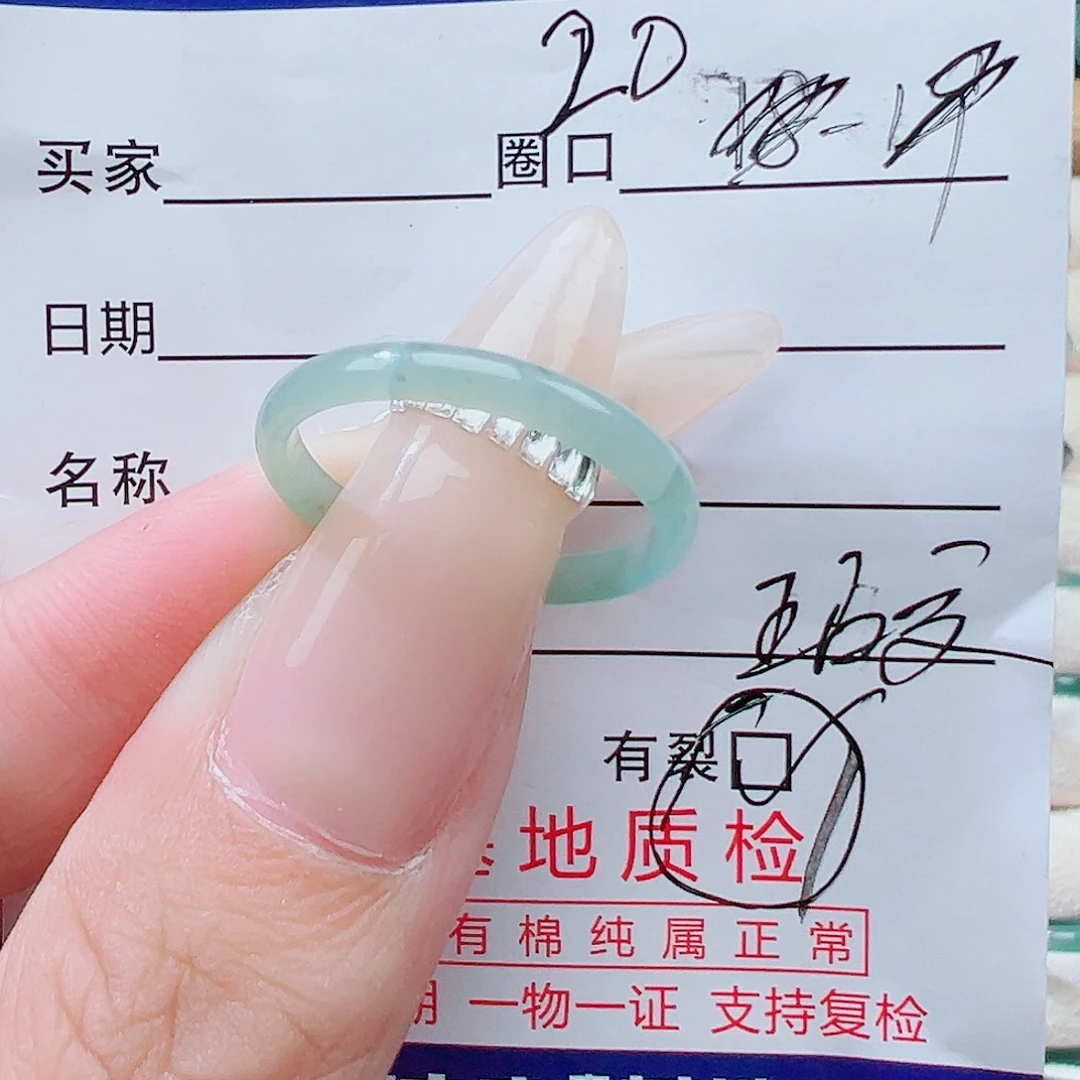 20
买家 圈口
日期
名称
有裂
地质检
有棉纯属正常
期 一物一证 支持复检